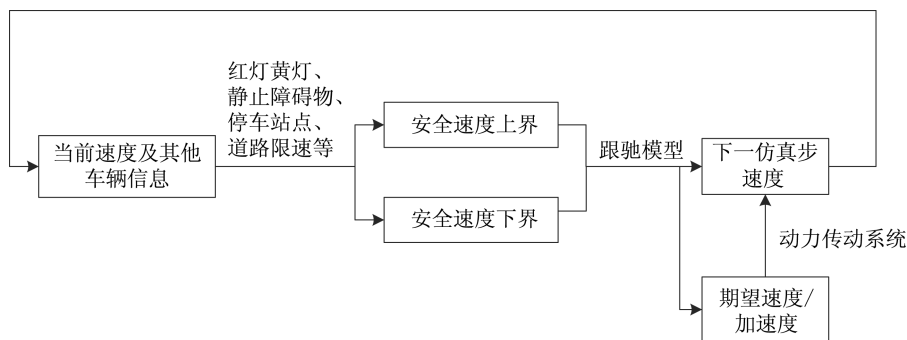 当前速度及其他
车辆信息
红灯黄灯、
静止障碍物、
停车站点、
道路限速等
安全速度上界
安全速度下界
跟驰模型
下一仿真步
速度
动力传动系统
期望速度/
加速度